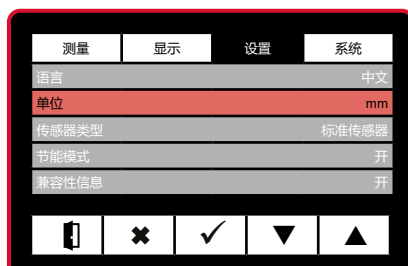 测量 显示 设置 系统
语言 中文
单位 mm
传感器类型 标准传感器
节能模式 开
兼容性信息 开